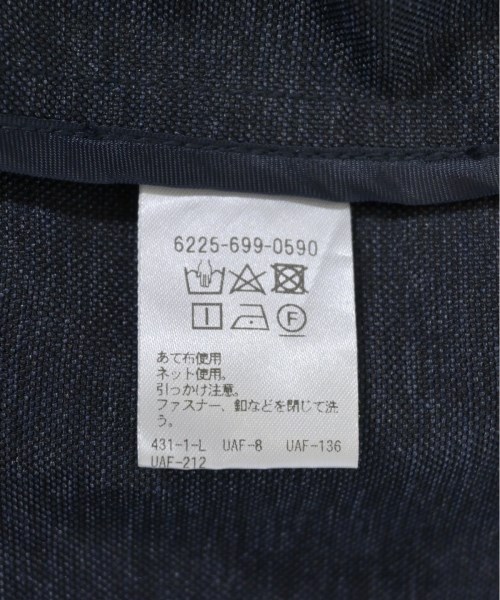 6225-699-0590
F
あて布使用
ネット使用。
引っかけ注意。
ファスナー、釦などを閉じて洗
う。
431-1-L UAF-8 UAF-136
UAF-212